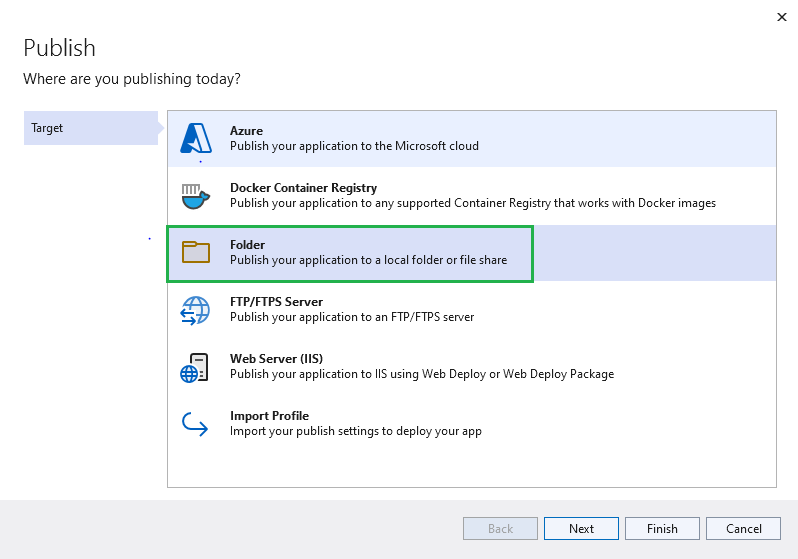 Publish
Where are you publishing today?
Target
Azure
Publish your application to the Microsoft cloud
Docker Container Registry
Publish your application to any supported Container Registry that works with Docker images
Folder
Publish your application to a local folder or file share
FTP/FTPS Server
Publish your application to an FTP/FTPS server
Web Server (IIS)
Publish your application to IIS using Web Deploy or Web Deploy Package
Import Profile
Import your publish settings to deploy your app
Back
Next
Finish
Cancel